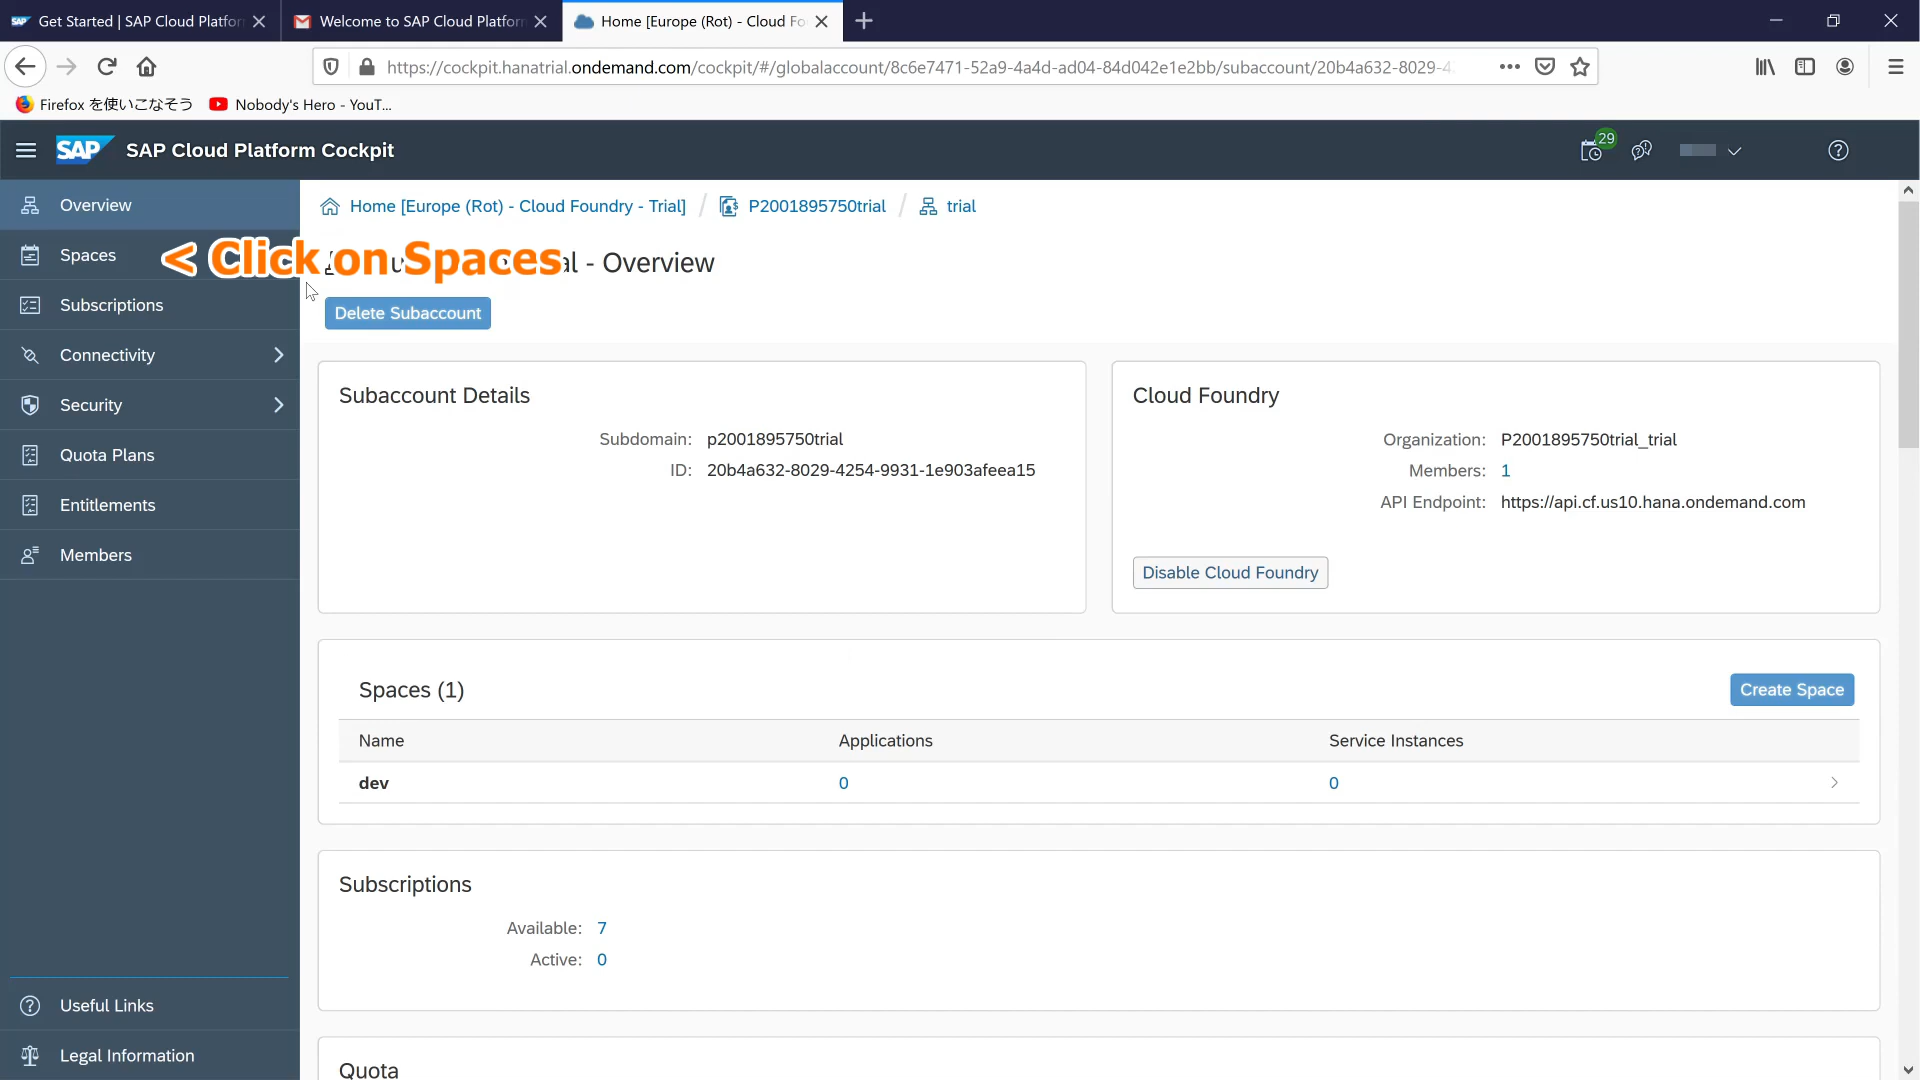 Get Started | SAP Cloud Platfor
Welcome to SAP Cloud Platform
Home [Europe (Rot) - Cloud Fo
https://cockpit.hanatrial.ondemand.com/cockpit/#/globalaccount/8c6e7471-52a9-4a4d-ad04-84d042e1e2bb/subaccount/20b4a632-8029-4
Firefox を使いこなそう
Nobody's Hero - YouT...
SAP
SAP Cloud Platform Cockpit
29
Overview
Spaces
Subscriptions
Connectivity
Security
Quota Plans
Entitlements
Members
Useful Links
Legal Information
< Click on Spaces
Home [Europe (Rot) - Cloud Foundry - Trial] / P2001895750trial / trial
- Overview
Delete Subaccount
Subaccount Details
Subdomain: p2001895750trial
ID: 20b4a632-8029-4254-9931-1e903afeea15
Cloud Foundry
Organization: P2001895750trial_trial
Members: 1
API Endpoint: https://api.cf.us10.hana.ondemand.com
Disable Cloud Foundry
Spaces (1)
Create Space
Name Applications Service Instances
dev 0 0
Subscriptions
Available: 7
Active: 0
Quota